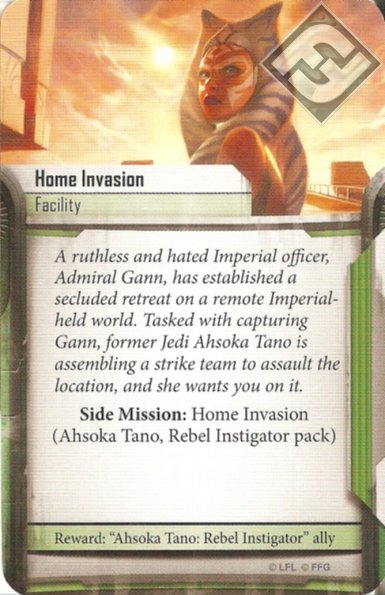 Home Invasion
Facility
A ruthless and hated Imperial officer,
Admiral Gann, has established a
secluded retreat on a remote Imperial-
held world. Tasked with capturing
Gann, former Jedi Ahsoka Tano is
assembling a strike team to assault the
location, and she wants you on it.
Side Mission: Home Invasion
(Ahsoka Tano, Rebel Instigator pack)
Reward: “Ahsoka Tano: Rebel Instigator” ally
© LFL © FFG